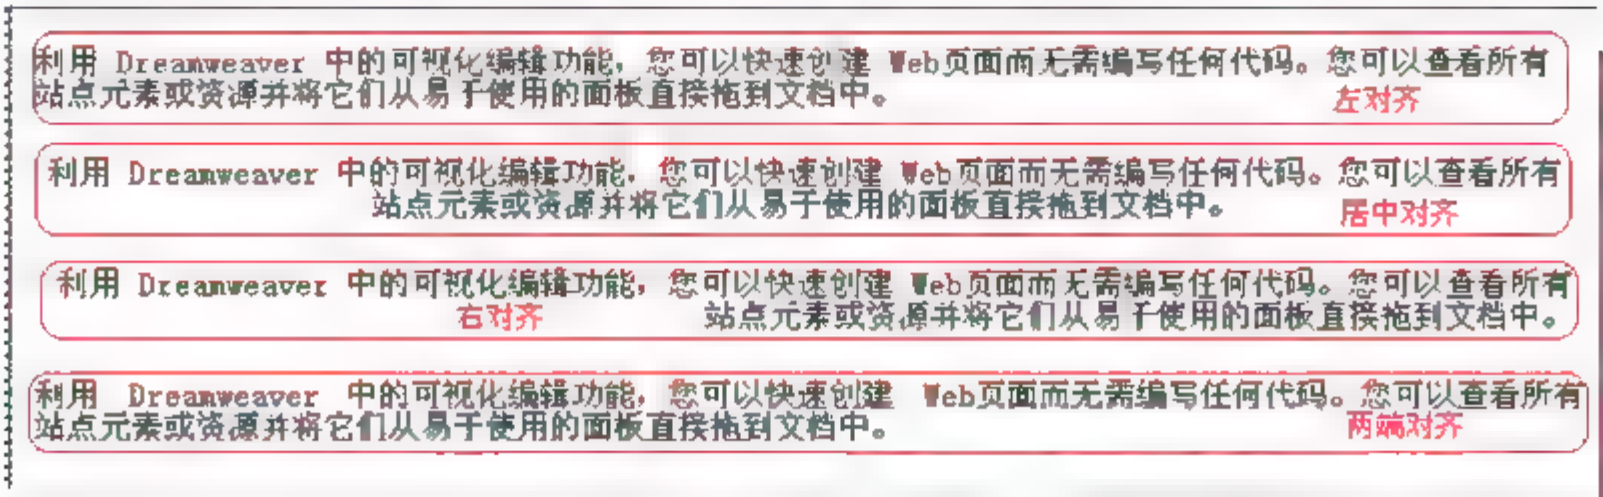 利用 Dreamweaver 中的可视化编辑功能，您可以快速创建 Web页面而无需编写任何代码。您可以查看所有
站点元素或资源并将它们从易于使用的面板直接拖到文档中。
左对齐
利用 Dreamweaver 中的可视化编辑功能，您可以快速创建 Web页面而无需编写任何代码。您可以查看所有
站点元素或资源并将它们从易于使用的面板直接拖到文档中。
居中对齐
利用 Dreamweaver 中的可视化编辑功能，您可以快速创建 Web页面而无需编写任何代码。您可以查看所有
右对齐 站点元素或资源并将它们从易于使用的面板直接拖到文档中。
利用 Dreamweaver 中的可视化编辑功能，您可以快速创建 Web页面而无需编写任何代码。您可以查看所有
站点元素或资源并将它们从易于使用的面板直接拖到文档中。
两端对齐